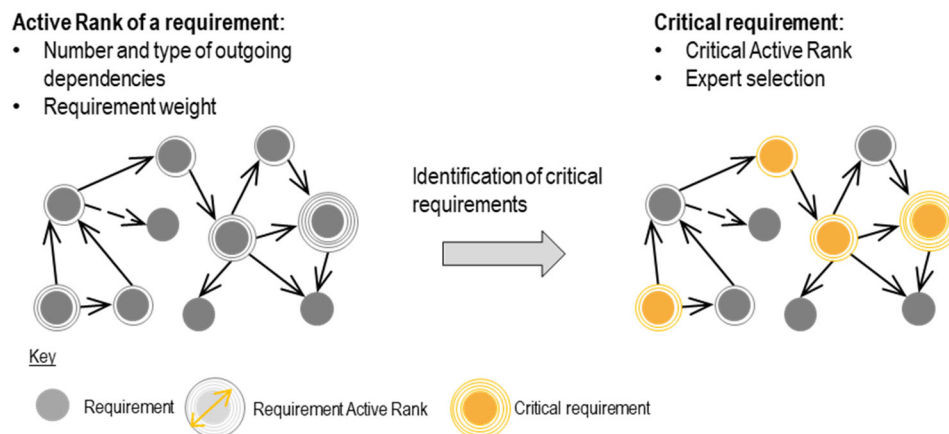 Active Rank of a requirement:
• Number and type of outgoing
dependencies
• Requirement weight
Critical requirement:
• Critical Active Rank
• Expert selection
Identification of critical
requirements
Key
Requirement
Requirement Active Rank
Critical requirement